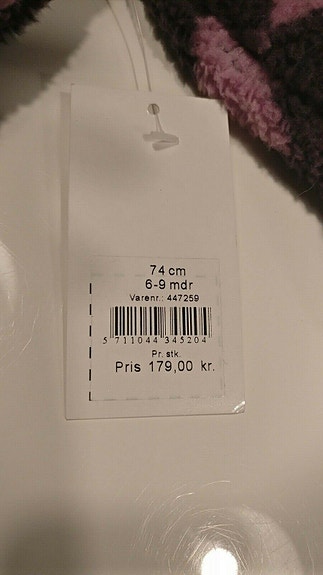 74 cm
6-9 mdr
Varenr.: 447259
5 711044 345204
Pr. stk.
Pris 179,00 kr.